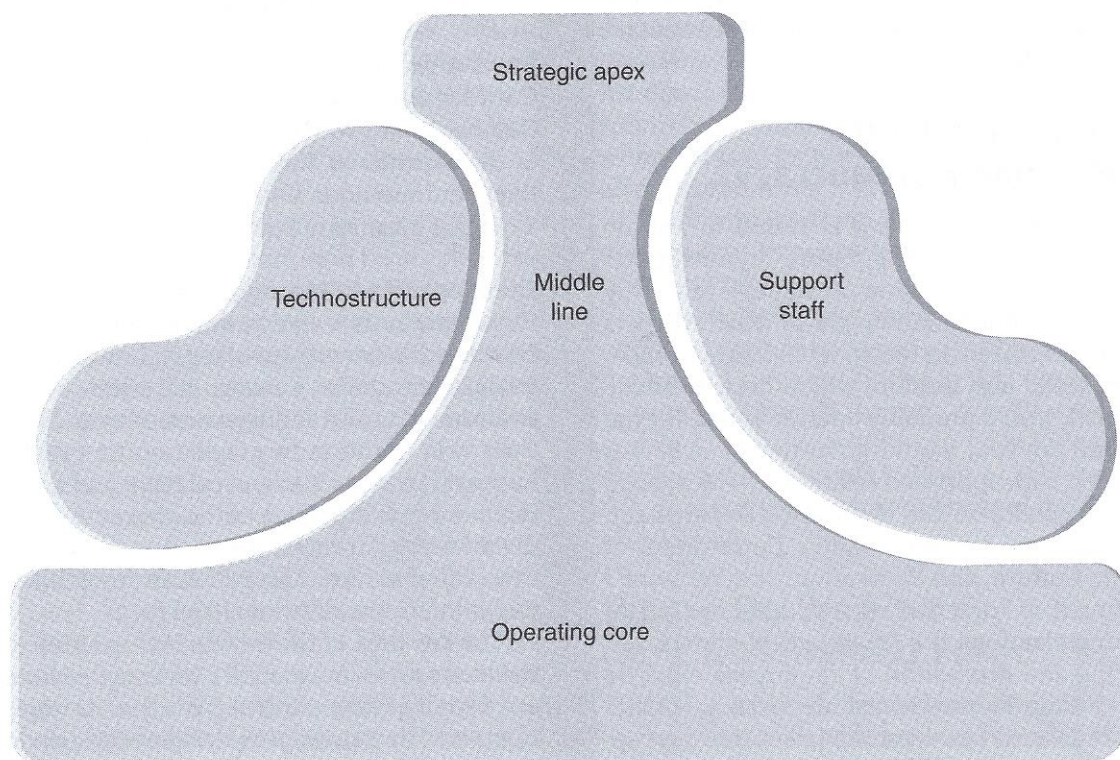 Strategic apex
Technostructure
Middle
line
Support
staff
Operating core